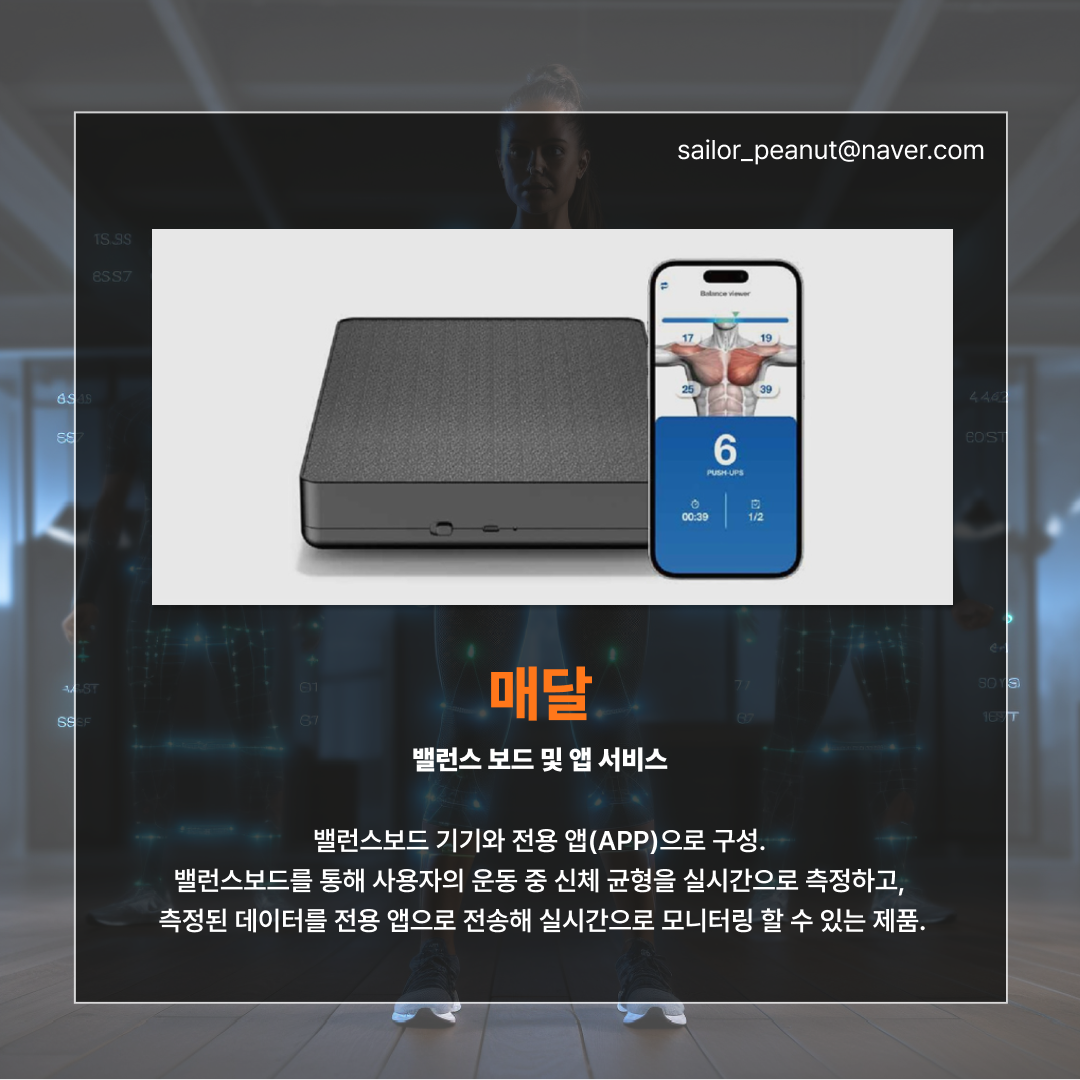 sailor_peanut@naver.com
Balance viewer
17
19
25
39
6
PUSH-UPS
00:39
1/2
매달
밸런스 보드 및 앱 서비스
밸런스보드 기기와 전용 앱(APP)으로 구성.
밸런스보드를 통해 사용자의 운동 중 신체 균형을 실시간으로 측정하고,
측정된 데이터를 전용 앱으로 전송해 실시간으로 모니터링 할 수 있는 제품.